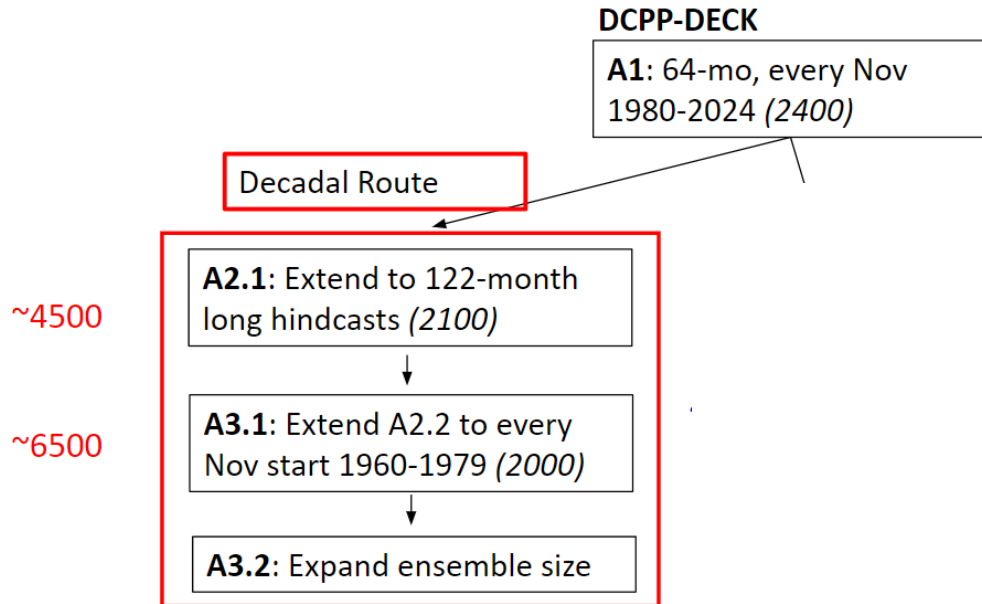 DCPP-DECK
A1: 64-mo, every Nov
1980-2024 (2400)
Decadal Route
A2.1: Extend to 122-month
long hindcasts (2100)
~4500
A3.1: Extend A2.2 to every
Nov start 1960-1979 (2000)
~6500
A3.2: Expand ensemble size